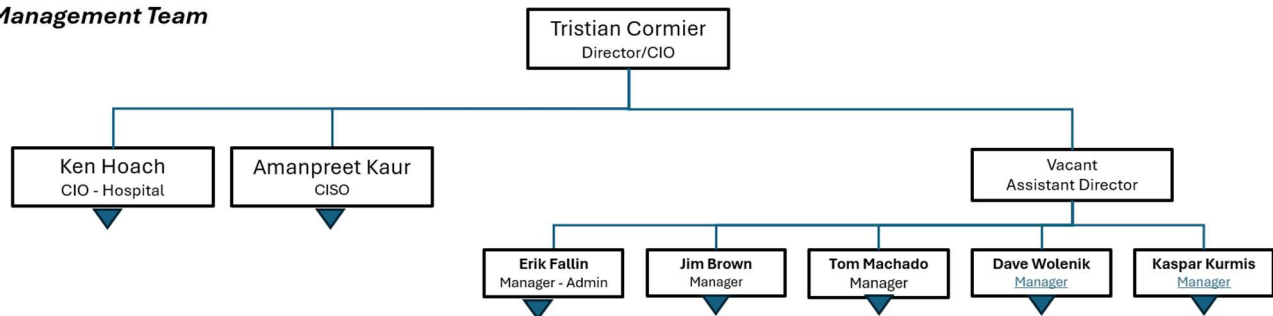 Management Team
Tristian Cormier
Director/CIO
Ken Hoach
CIO - Hospital
Amanpreet Kaur
CISO
Vacant
Assistant Director
Erik Fallin
Manager - Admin
Jim Brown
Manager
Tom Machado
Manager
Dave Wolenik
Manager
Kaspar Kurmis
Manager